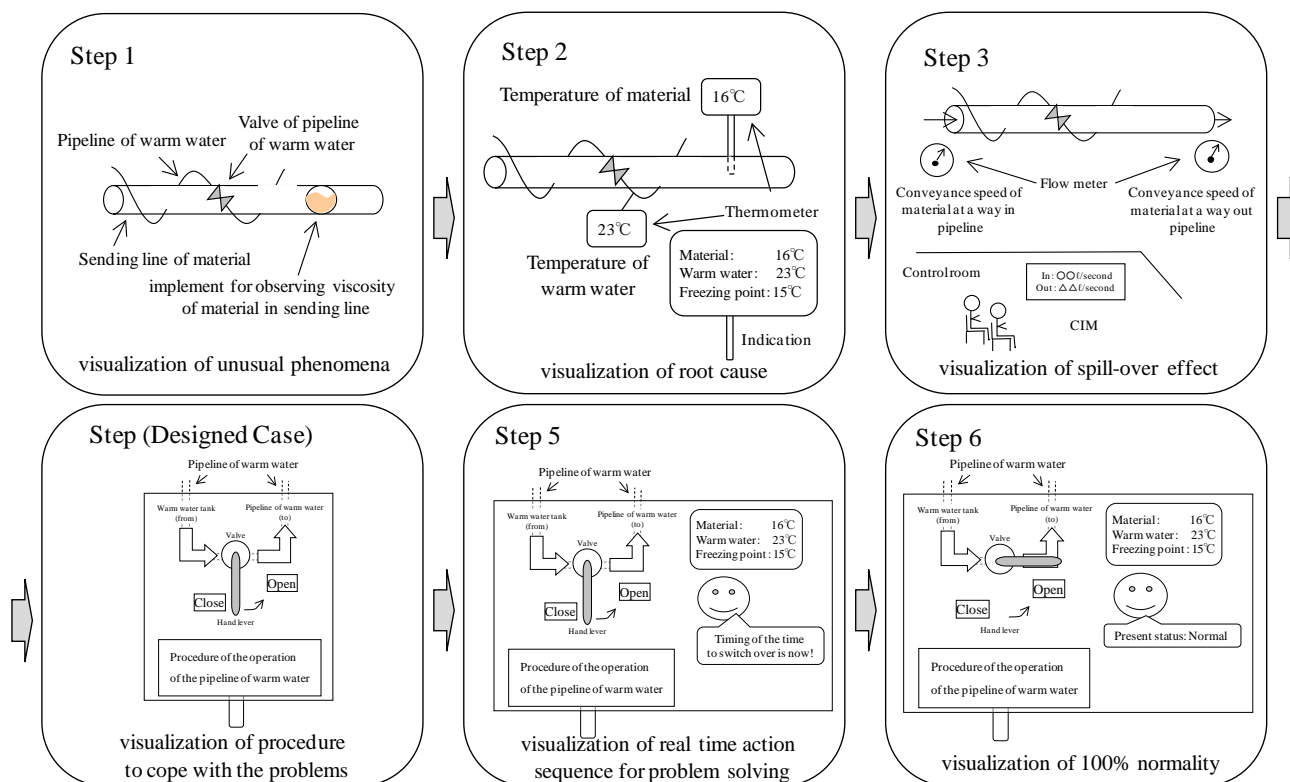 Step 1
Pipeline of warm water
Valve of pipeline
of warm water
Sending line of material
implement for observing viscosity
of material in sending line
visualization of unusual phenomena
Step 2
Temperature of material
16℃
Thermometer
23℃
Temperature of
warm water
Material: 16℃
Warm water: 23℃
Freezing point: 15℃
Indication
visualization of root cause
Step 3
Flow meter
Conveyance speed of
material at a way in
pipeline
Conveyance speed of
material at a way out
pipeline
Control room
In: ○○ℓ/second
Out: △△ℓ/second
CIM
visualization of spill-over effect
Step (Designed Case)
Pipeline of warm water
Warm water tank
(from)
Pipeline of warm water
(to)
Valve
Open
Close
Hand lever
Procedure of the operation
of the pipeline of warm water
visualization of procedure
to cope with the problems
Step 5
Pipeline of warm water
Warm water tank
(from)
Pipeline of warm water
(to)
Valve
Open
Close
Hand lever
Material: 16℃
Warm water: 23℃
Freezing point: 15℃
Timing of the time
to switch over is now!
Procedure of the operation
of the pipeline of warm water
visualization of real time action
sequence for problem solving
Step 6
Pipeline of warm water
Warm water tank
(from)
Pipeline of warm water
(to)
Valve
Open
Close
Hand lever
Material: 16℃
Warm water: 23℃
Freezing point: 15℃
Present status: Normal
Procedure of the operation
of the pipeline of warm water
visualization of 100% normality